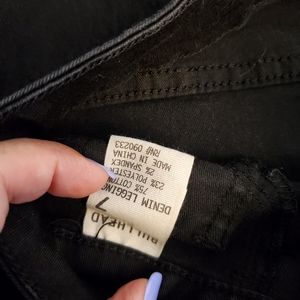 BULLHEAD
7
DENIM LEGGING
75% COTTON
23% POLYESTER
2% SPANDEX
MADE IN CHINA
RN# 090233